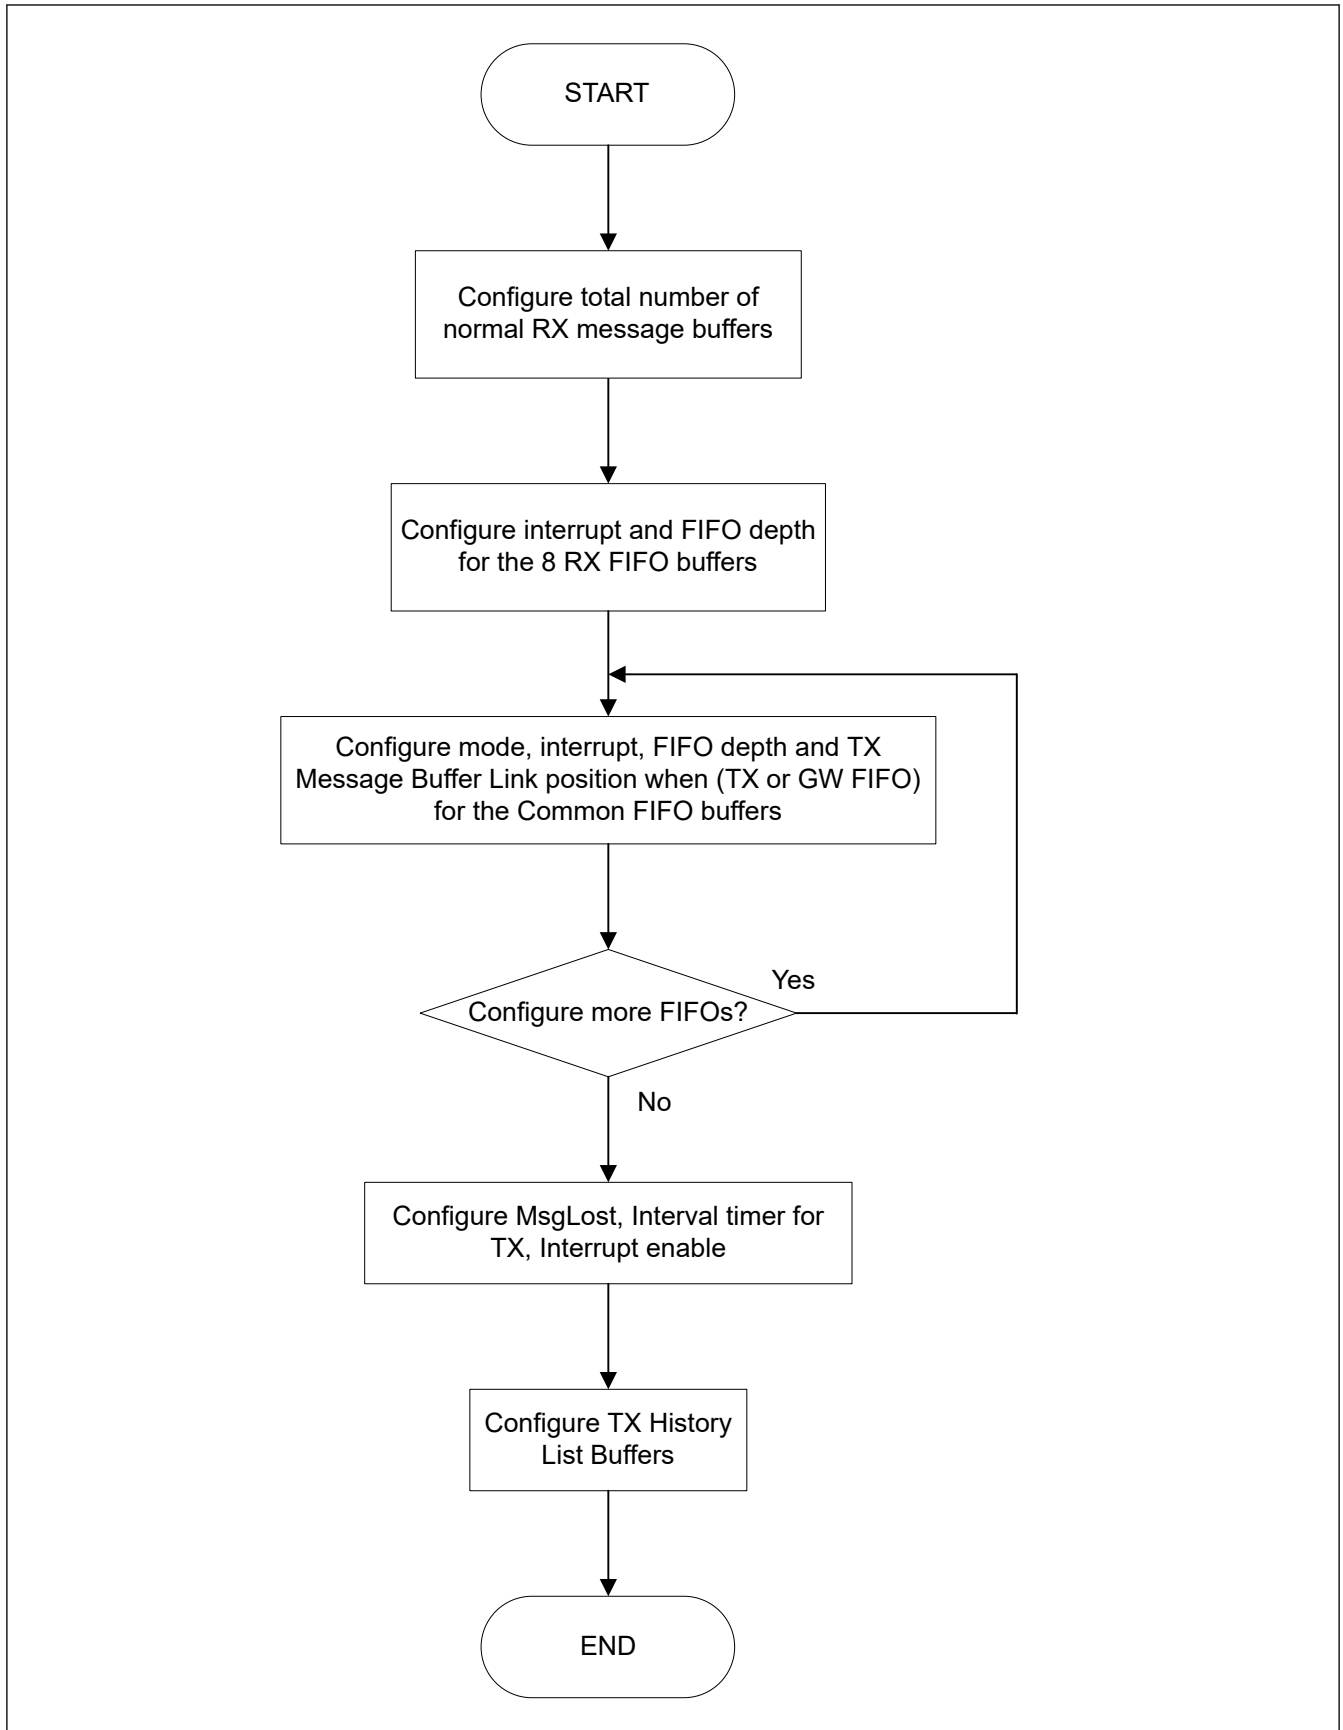 START
Configure total number of
normal RX message buffers
Configure interrupt and FIFO depth
for the 8 RX FIFO buffers
Configure mode, interrupt, FIFO depth and TX
Message Buffer Link position when (TX or GW FIFO)
for the Common FIFO buffers
Yes
Configure more FIFOs?
No
Configure MsgLost, Interval timer for
TX, Interrupt enable
Configure TX History
List Buffers
END